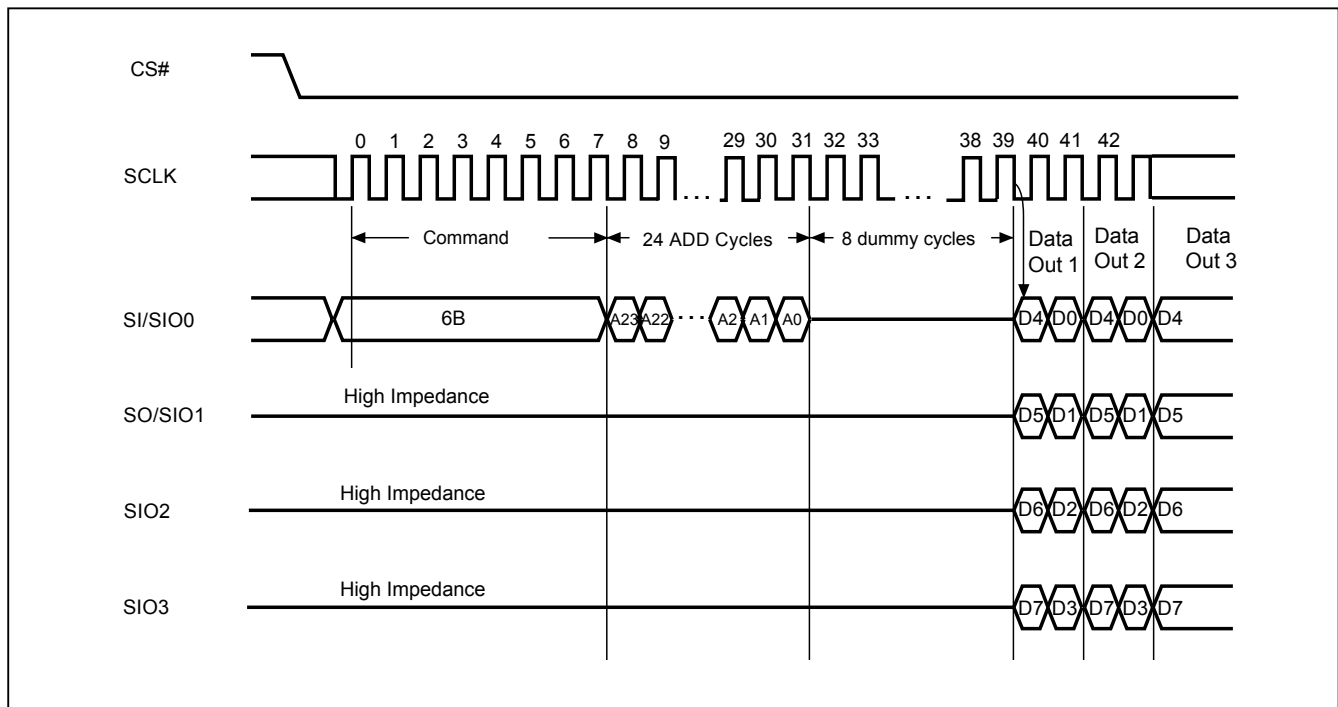 CS#
0 1 2 3 4 5 6 7 8 9 29 30 31 32 33 38 39 40 41 42
SCLK
Command 24 ADD Cycles 8 dummy cycles Data Out 1 Data Out 2 Data Out 3
SI/SIO0 6B A23 A22 A2 A1 A0 D4 D0 D4 D0 D4
High Impedance
SO/SIO1 D5 D1 D5 D1 D5
High Impedance
SIO2 D6 D2 D6 D2 D6
High Impedance
SIO3 D7 D3 D7 D3 D7